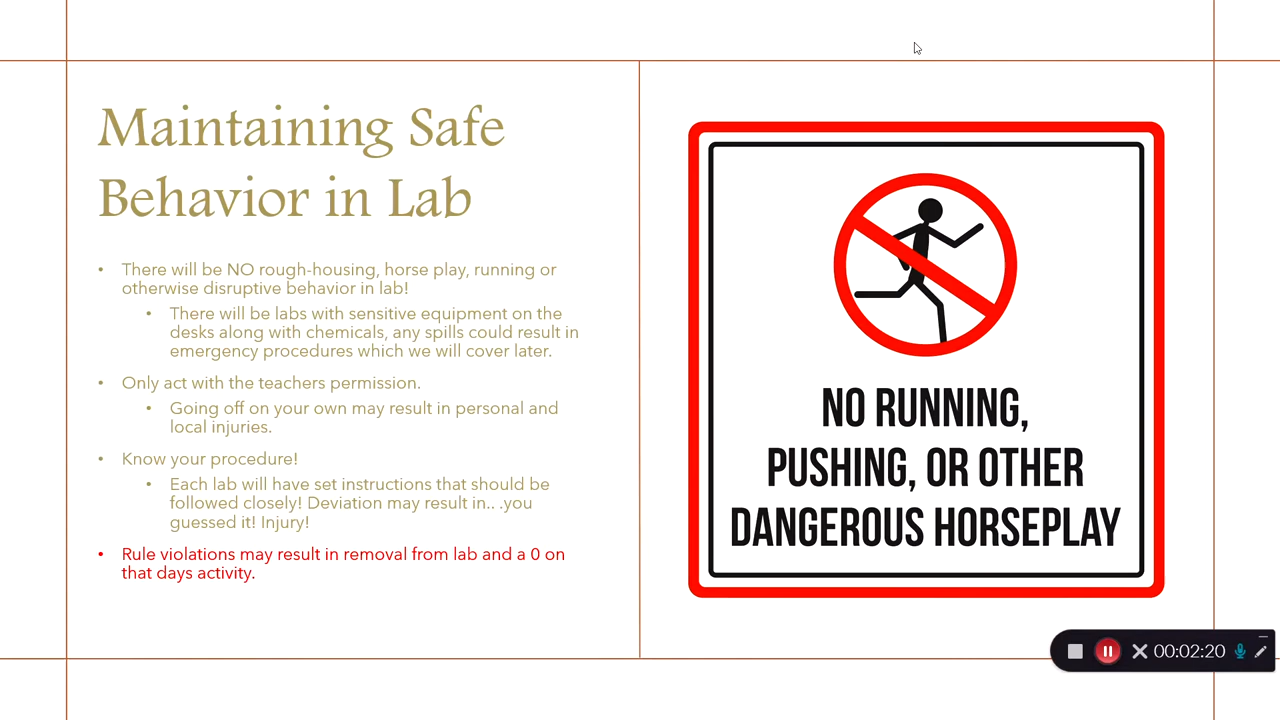 Maintaining Safe
Behavior in Lab
• There will be NO rough-housing, horse play, running or
otherwise disruptive behavior in lab!
• There will be labs with sensitive equipment on the
desks along with chemicals, any spills could result in
emergency procedures which we will cover later.
• Only act with the teachers permission.
• Going off on your own may result in personal and
local injuries.
• Know your procedure!
• Each lab will have set instructions that should be
followed closely! Deviation may result in.. .you
guessed it! Injury!
• Rule violations may result in removal from lab and a 0 on
that days activity.
NO RUNNING,
PUSHING, OR OTHER
DANGEROUS HORSEPLAY
00:02:20